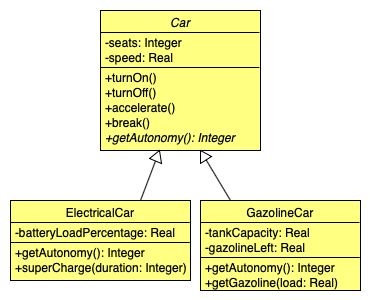 Car
-seats: Integer
-speed: Real
+turnOn()
+turnOff()
+accelerate()
+break()
+getAutonomy(): Integer
ElectricalCar
-batteryLoadPercentage: Real
+getAutonomy(): Integer
+superCharge(duration: Integer)
GazolineCar
-tankCapacity: Real
-gazolineLeft: Real
+getAutonomy(): Integer
+getGazoline(load: Real)